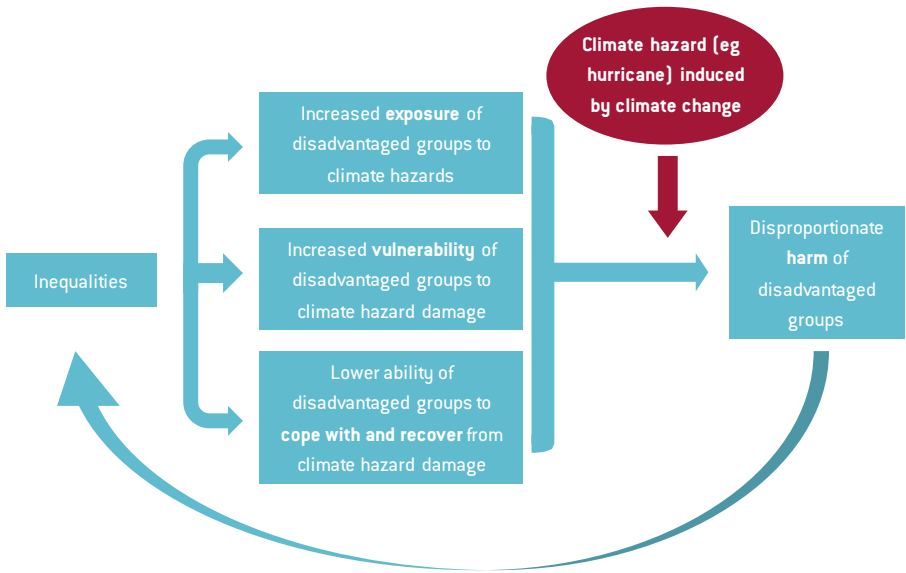 Climate hazard (eg
hurricane) induced
by climate change
Increased exposure of
disadvantaged groups to
climate hazards
Inequalities
Increased vulnerability of
disadvantaged groups to
climate hazard damage
Lower ability of
disadvantaged groups to
cope with and recover from
climate hazard damage
Disproportionate
harm of
disadvantaged
groups